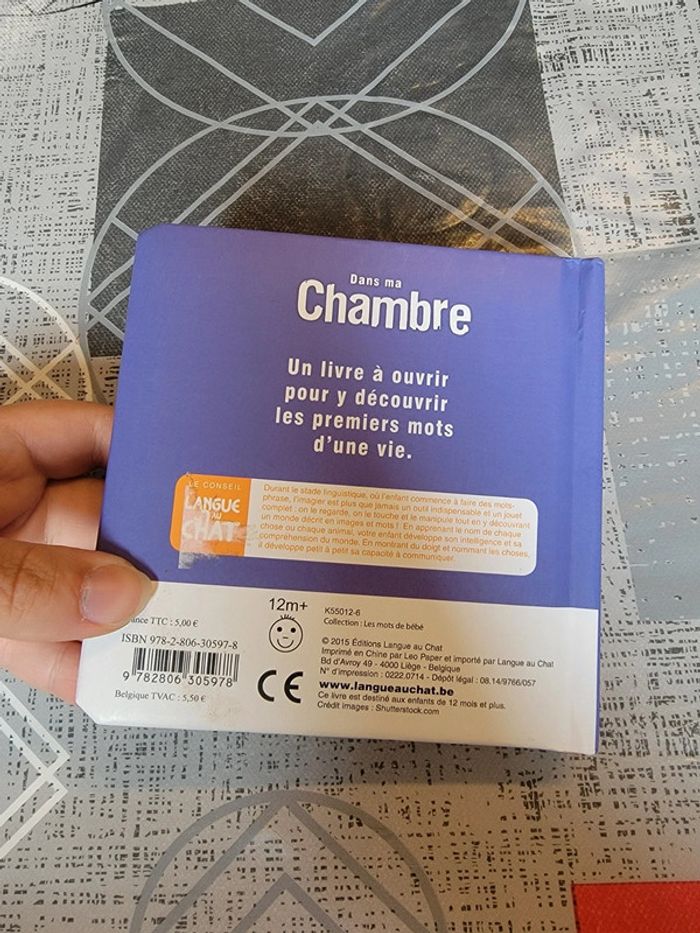 Dans ma
Chambre
Un livre à ouvrir
pour y découvrir
les premiers mots
d'une vie.
LE CONSEIL
LANGUE
AU
CHAT
Durant le stade linguistique, où l'enfant commence à faire des mots-
phrase, l'imagier est plus que jamais un outil indispensable et un jouet
complet : on le regarde, on le touche et le manipule tout en y découvrant
un monde décrit en images et mots ! En apprenant le nom de chaque
chose ou chaque animal, votre enfant développe son intelligence et sa
compréhension du monde. En montrant du doigt et nommant les choses,
il développe petit à petit sa capacité à communiquer.
TTC : 5,00 €
ISBN 978-2-806-30597-8
9 782806 305978
Belgique TVAC : 5,50 €
12m+
CE
K55012-6
Collection : Les mots de bébé
© 2015 Éditions Langue au Chat
Imprimé en Chine par Leo Paper et importé par Langue au Chat
Bd d'Avroy 49 - 4000 Liège - Belgique
N° d'impression : 0222.0714 - Dépôt légal : 08.14/9766/057
www.langueauchat.be
Ce livre est destiné aux enfants de 12 mois et plus.
Crédit images : Shutterstock.com